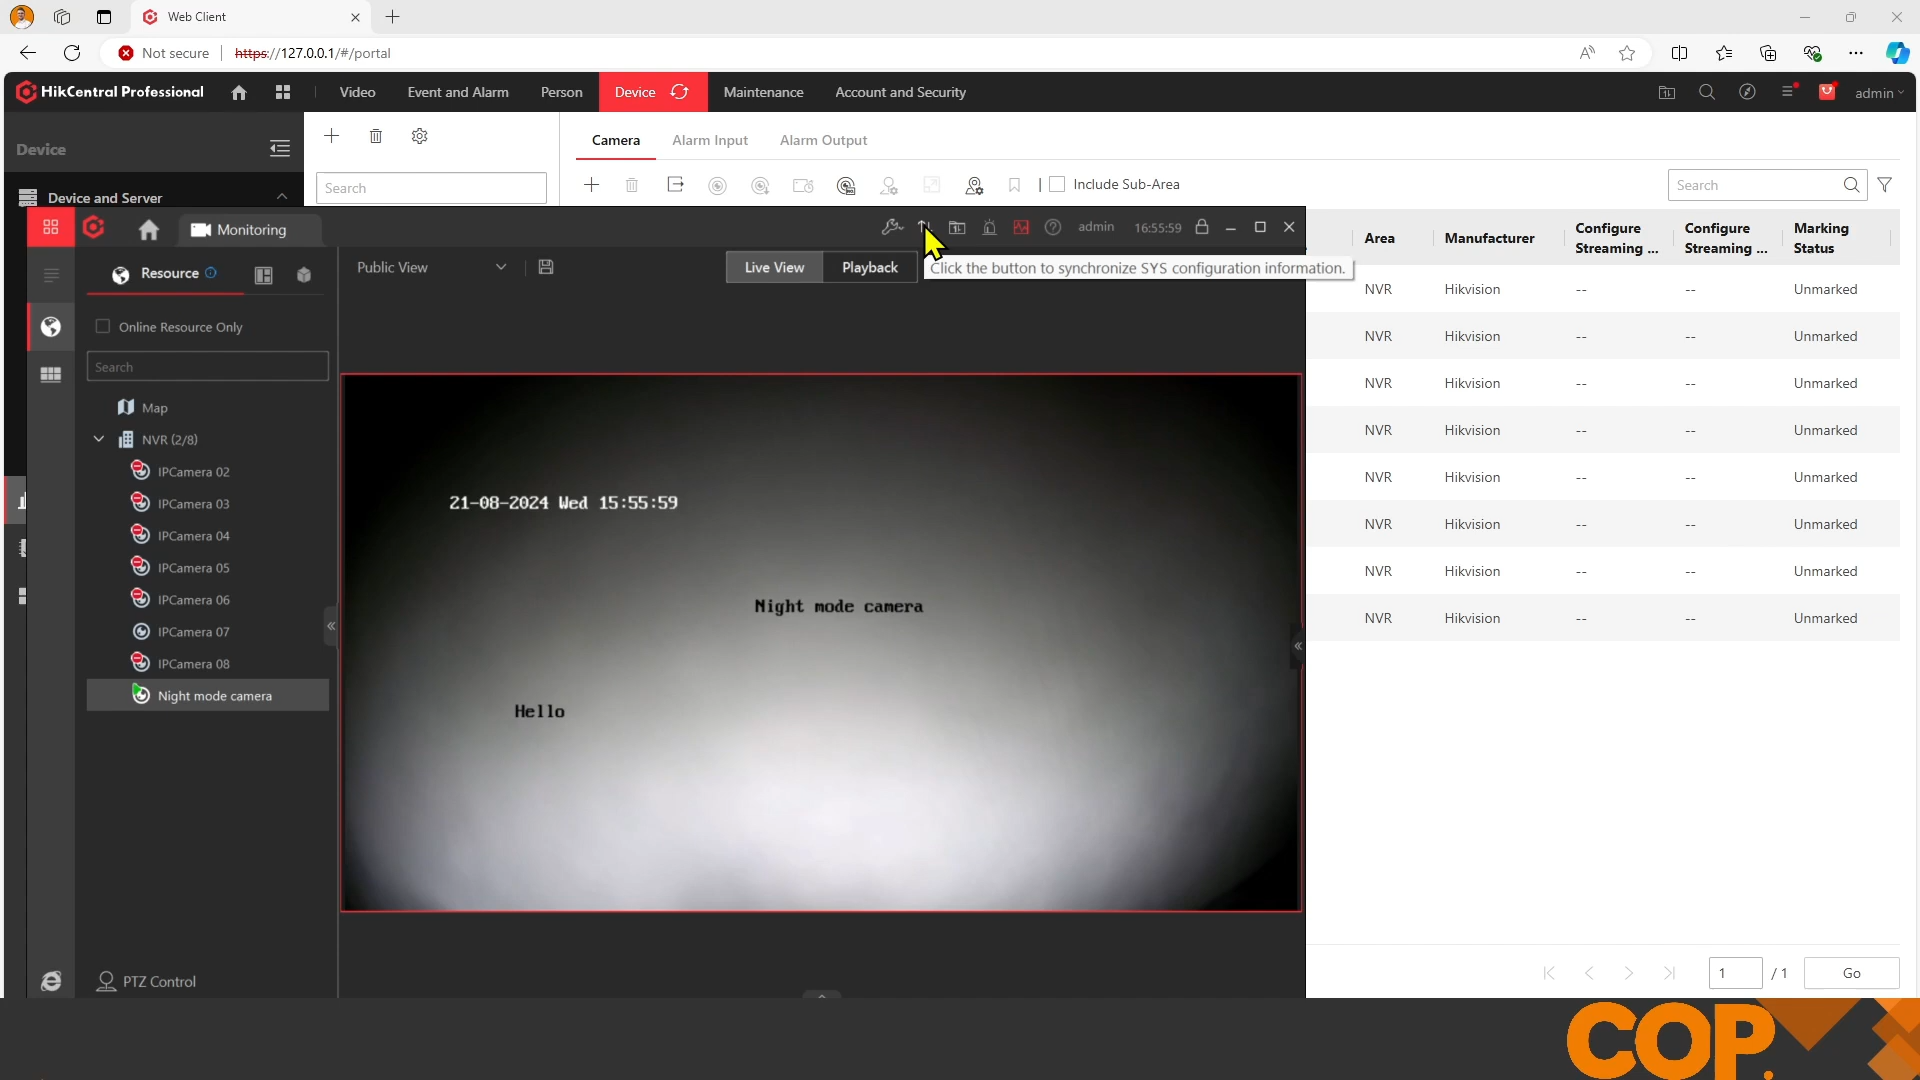 Web Client
Not secure https://127.0.0.1/#/portal
HikCentral Professional Video Event and Alarm Person Device Maintenance Account and Security admin
Device
Camera Alarm Input Alarm Output
Device and Server
Search
Include Sub-Area
Search
Monitoring
admin 16:55:59
Area Manufacturer Configure Streaming ... Configure Streaming ... Marking Status
Resource
Public View
Live View Playback
Click the button to synchronize SYS configuration information.
NVR Hikvision -- -- Unmarked
NVR Hikvision -- -- Unmarked
NVR Hikvision -- -- Unmarked
NVR Hikvision -- -- Unmarked
NVR Hikvision -- -- Unmarked
NVR Hikvision -- -- Unmarked
NVR Hikvision -- -- Unmarked
NVR Hikvision -- -- Unmarked
Online Resource Only
Search
Map
NVR (2/8)
IPCamera 02
IPCamera 03
IPCamera 04
IPCamera 05
IPCamera 06
IPCamera 07
IPCamera 08
Night mode camera
21-08-2024 Wed 15:55:59
Night mode camera
Hello
PTZ Control
1 / 1 Go
COP.